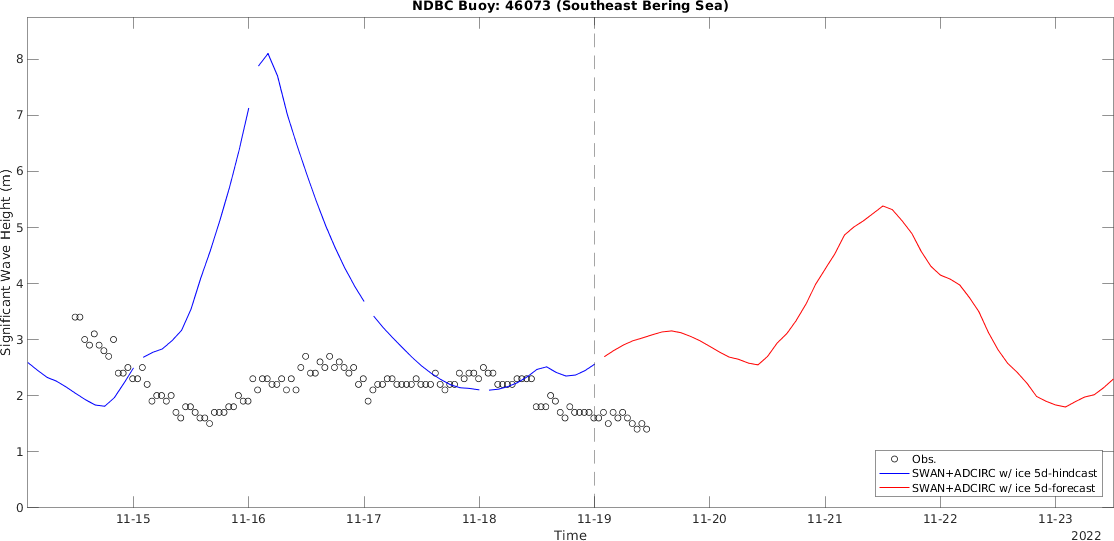 NDBC Buoy: 46073 (Southeast Bering Sea)
Significant Wave Height (m)
8
7
6
5
4
3
2
1
0
11-15 11-16 11-17 11-18 11-19 11-20 11-21 11-22 11-23
Time
2022
Obs.
SWAN+ADCIRC w/ ice 5d-hindcast
SWAN+ADCIRC w/ ice 5d-forecast